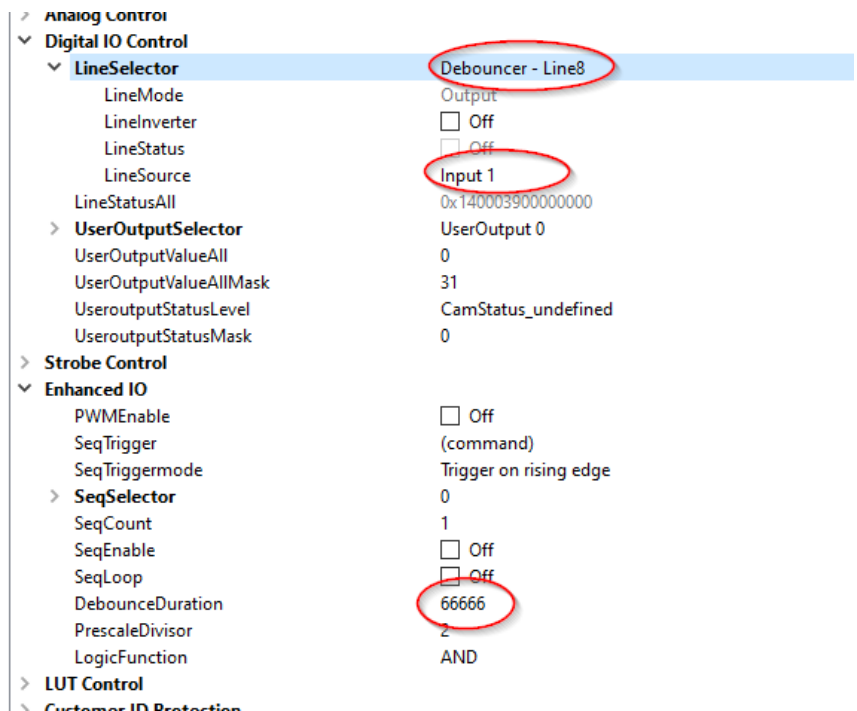 Analog Control
Digital IO Control
LineSelector Debouncer - Line8
LineMode Output
LineInverter Off
LineStatus Off
LineSource Input 1
LineStatusAll 0x140003900000000
UserOutputSelector UserOutput 0
UserOutputValueAll 0
UserOutputValueAllMask 31
UseroutputStatusLevel CamStatus_undefined
UseroutputStatusMask 0
Strobe Control
Enhanced IO
PWMEnable Off
SeqTrigger (command)
SeqTriggermode Trigger on rising edge
SeqSelector 0
SeqCount 1
SeqEnable Off
SeqLoop Off
DebounceDuration 66666
PrescaleDivisor 2
LogicFunction AND
LUT Control
Customer ID Protection